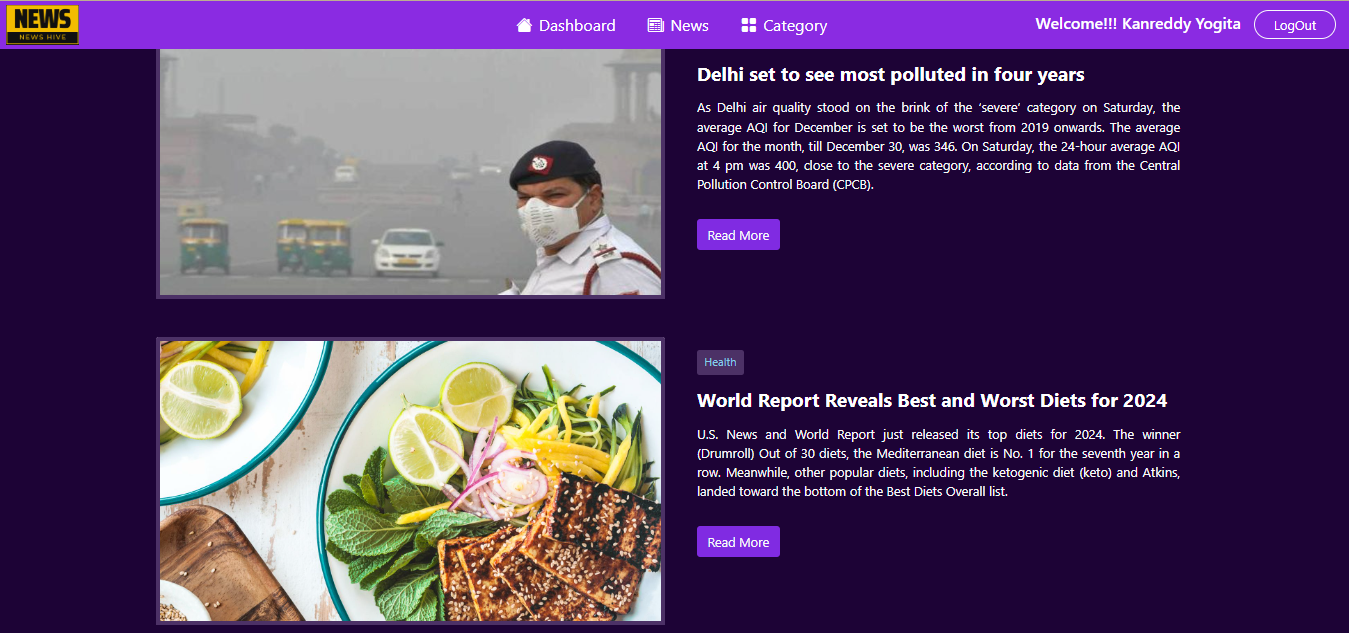 NEWS
NEWS HIVE
Dashboard
News
Category
Welcome!!! Kanreddy Yogita
LogOut
Delhi set to see most polluted in four years
As Delhi air quality stood on the brink of the ‘severe’ category on Saturday, the
average AQI for December is set to be the worst from 2019 onwards. The average
AQI for the month, till December 30, was 346. On Saturday, the 24-hour average AQI
at 4 pm was 400, close to the severe category, according to data from the Central
Pollution Control Board (CPCB).
Read More
Health
World Report Reveals Best and Worst Diets for 2024
U.S. News and World Report just released its top diets for 2024. The winner
(Drumroll) Out of 30 diets, the Mediterranean diet is No. 1 for the seventh year in a
row. Meanwhile, other popular diets, including the ketogenic diet (keto) and Atkins,
landed toward the bottom of the Best Diets Overall list.
Read More